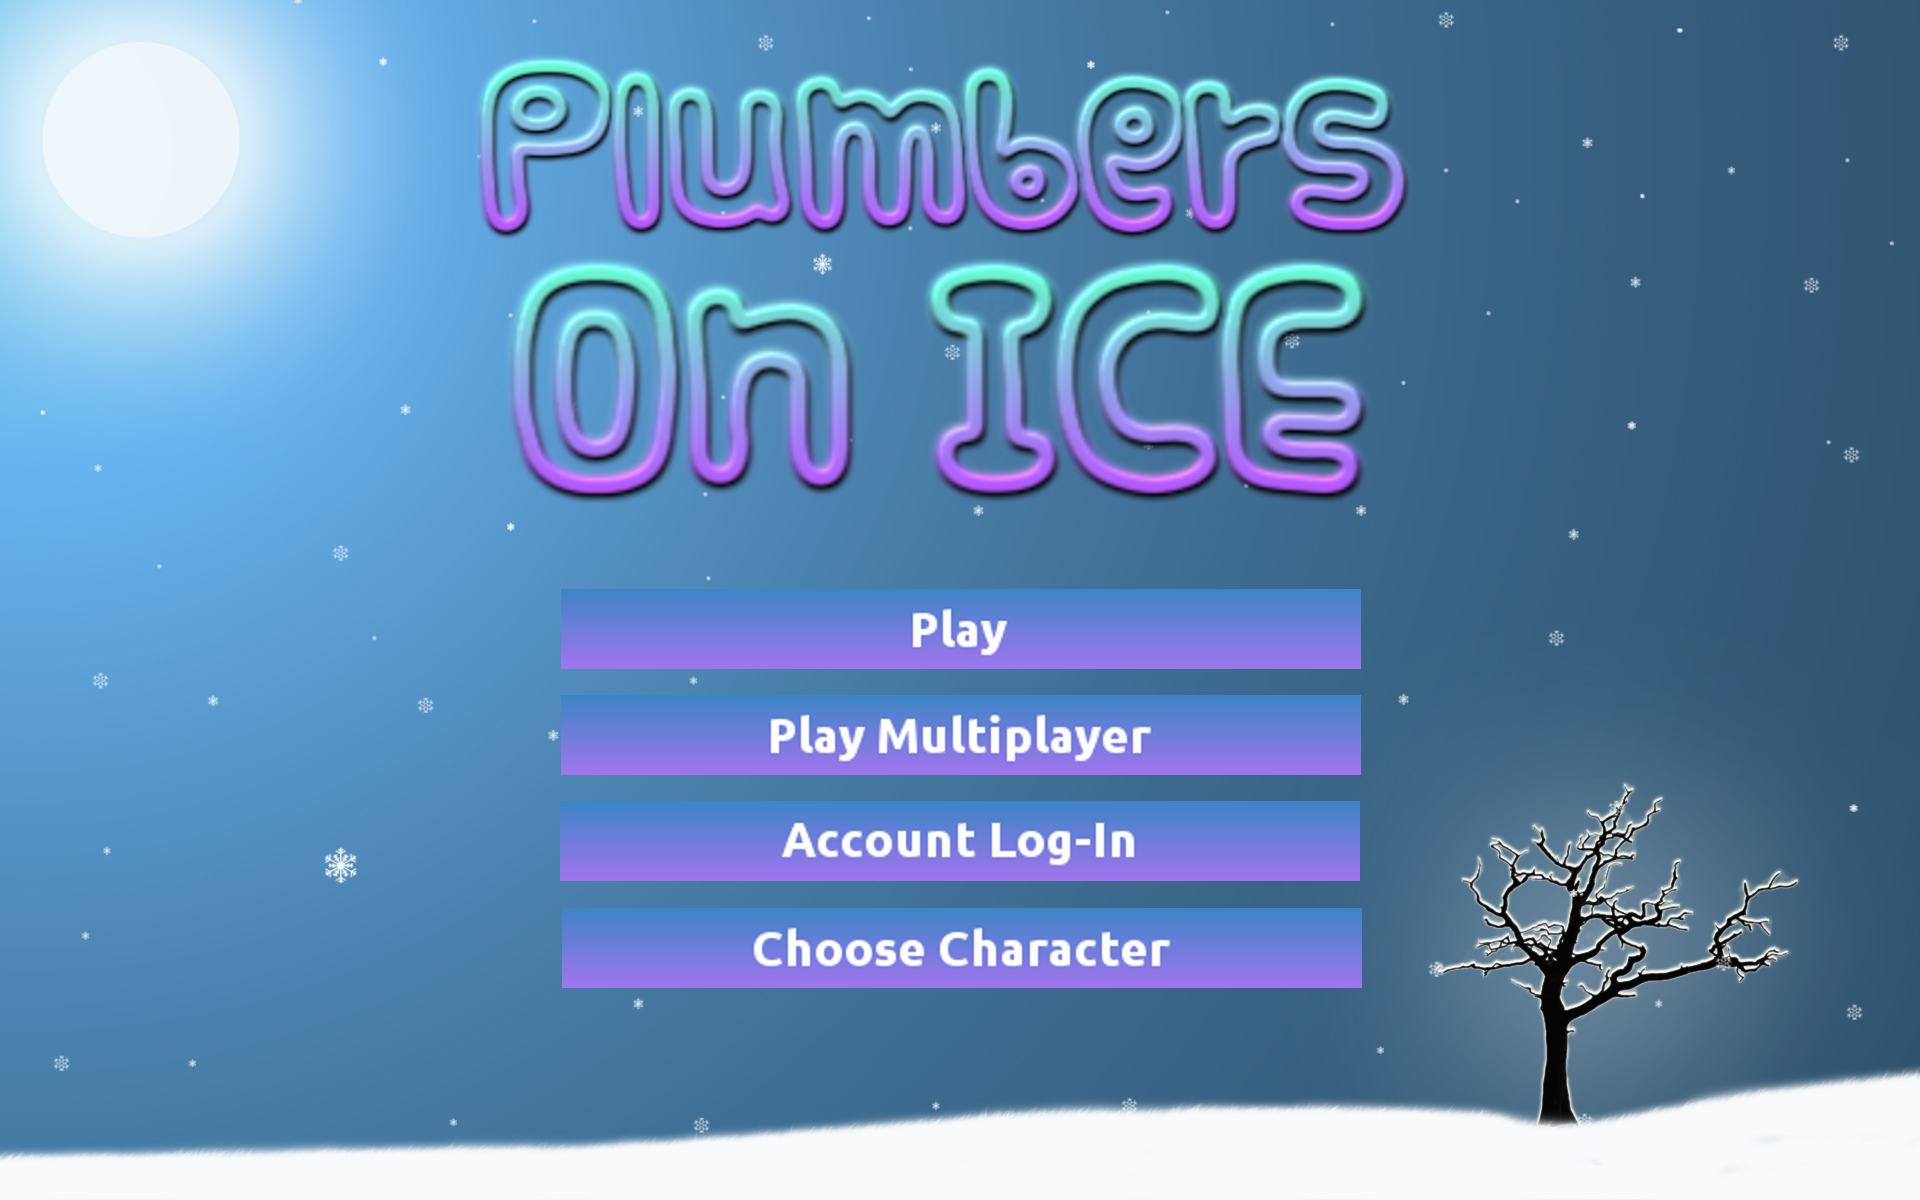 Plumbers
On ICE
Play
Play Multiplayer
Account Log-In
Choose Character